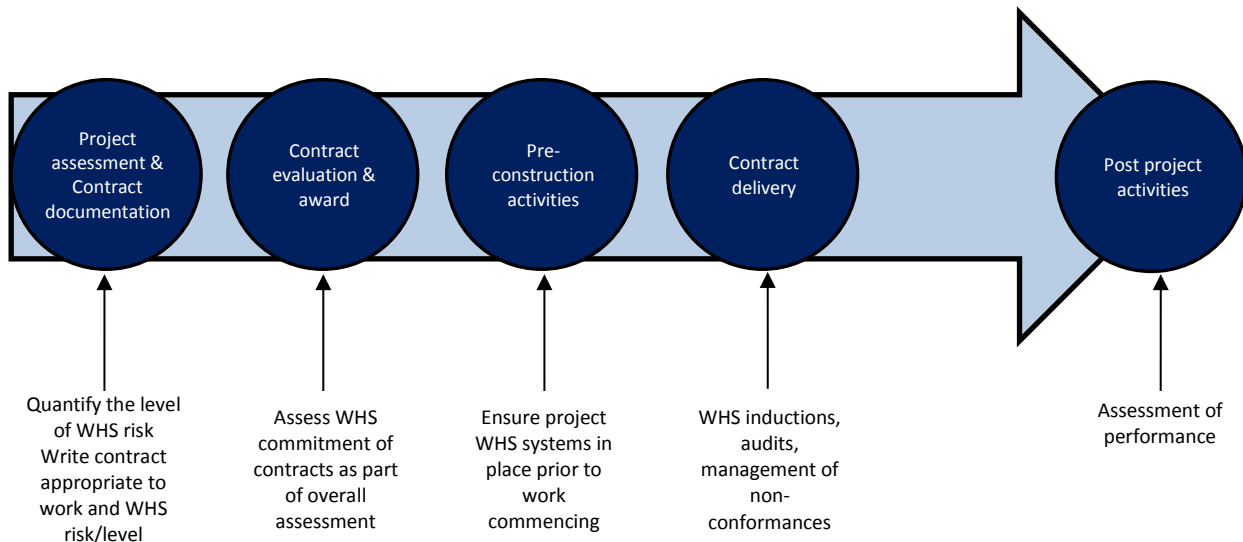 Project
assessment &
Contract
documentation
Contract
evaluation &
award
Pre-
construction
activities
Contract
delivery
Post project
activities
Quantify the level
of WHS risk
Write contract
appropriate to
work and WHS
risk/level
Assess WHS
commitment of
contracts as part
of overall
assessment
Ensure project
WHS systems in
place prior to
work
commencing
WHS inductions,
audits,
management of
non-
conformances
Assessment of
performance